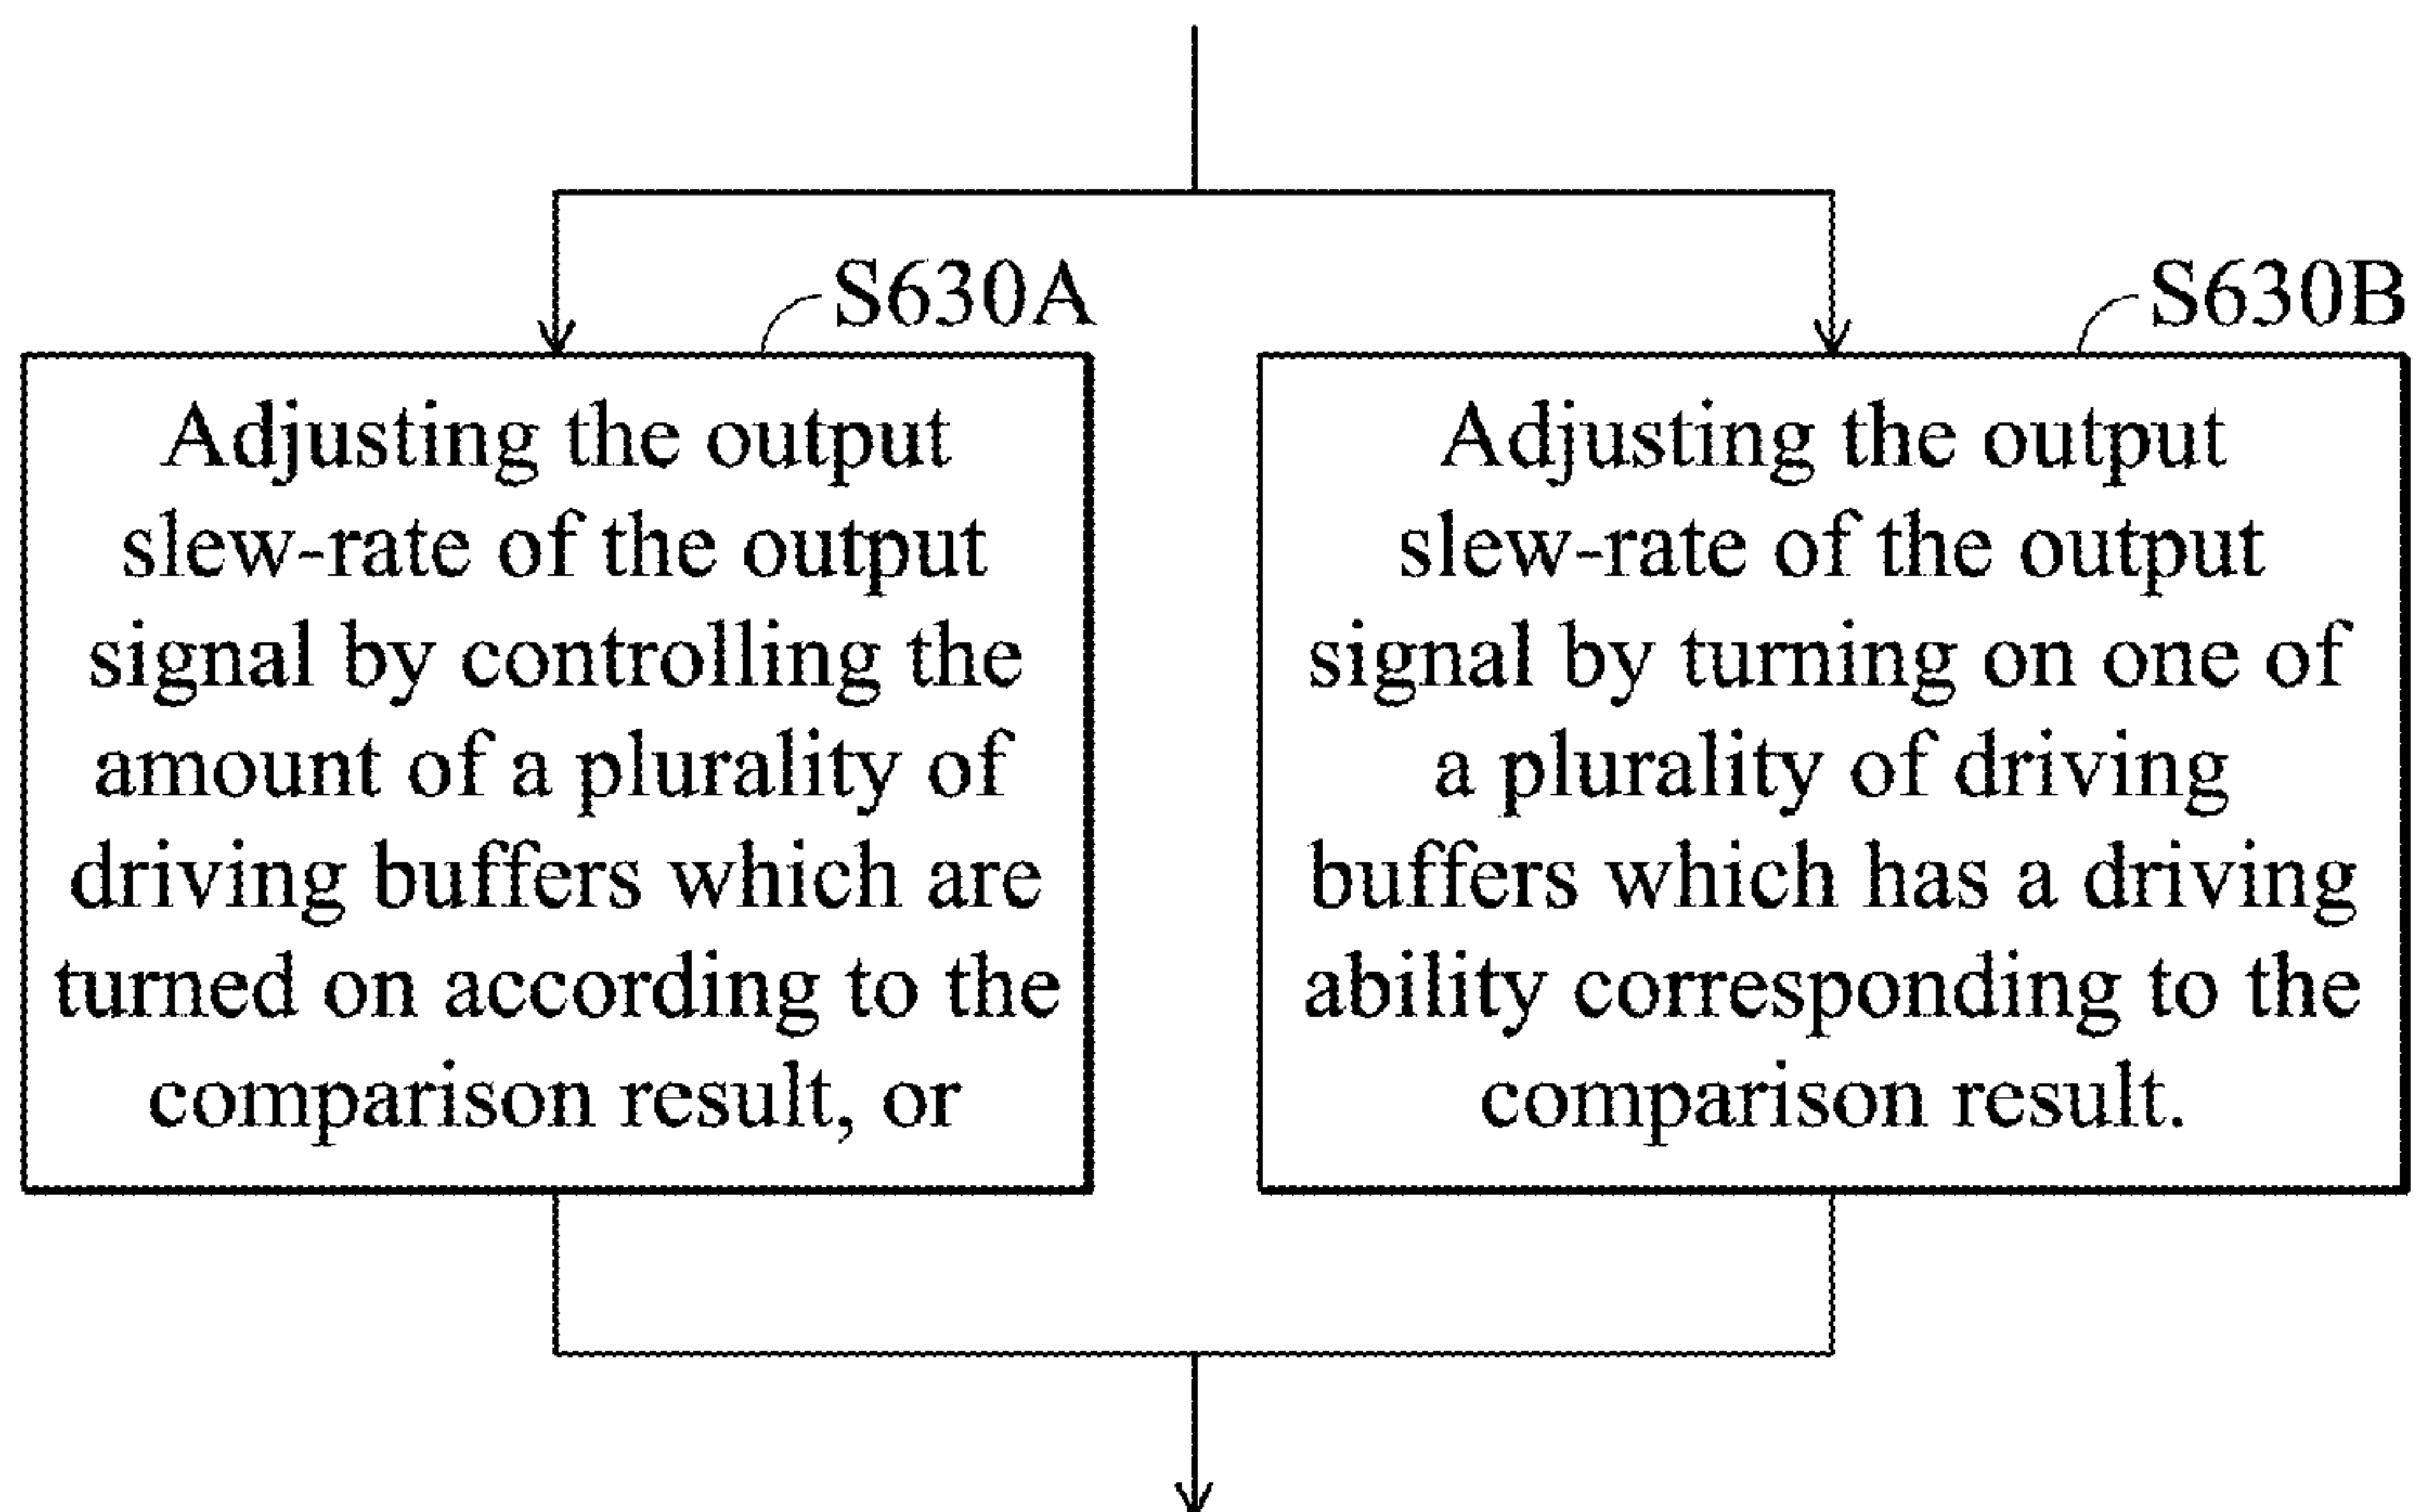 S630A
Adjusting the output
slew-rate of the output
signal by controlling the
amount of a plurality of
driving buffers which are
turned on according to the
comparison result, or
S630B
Adjusting the output
slew-rate of the output
signal by turning on one of
a plurality of driving
buffers which has a driving
ability corresponding to the
comparison result.